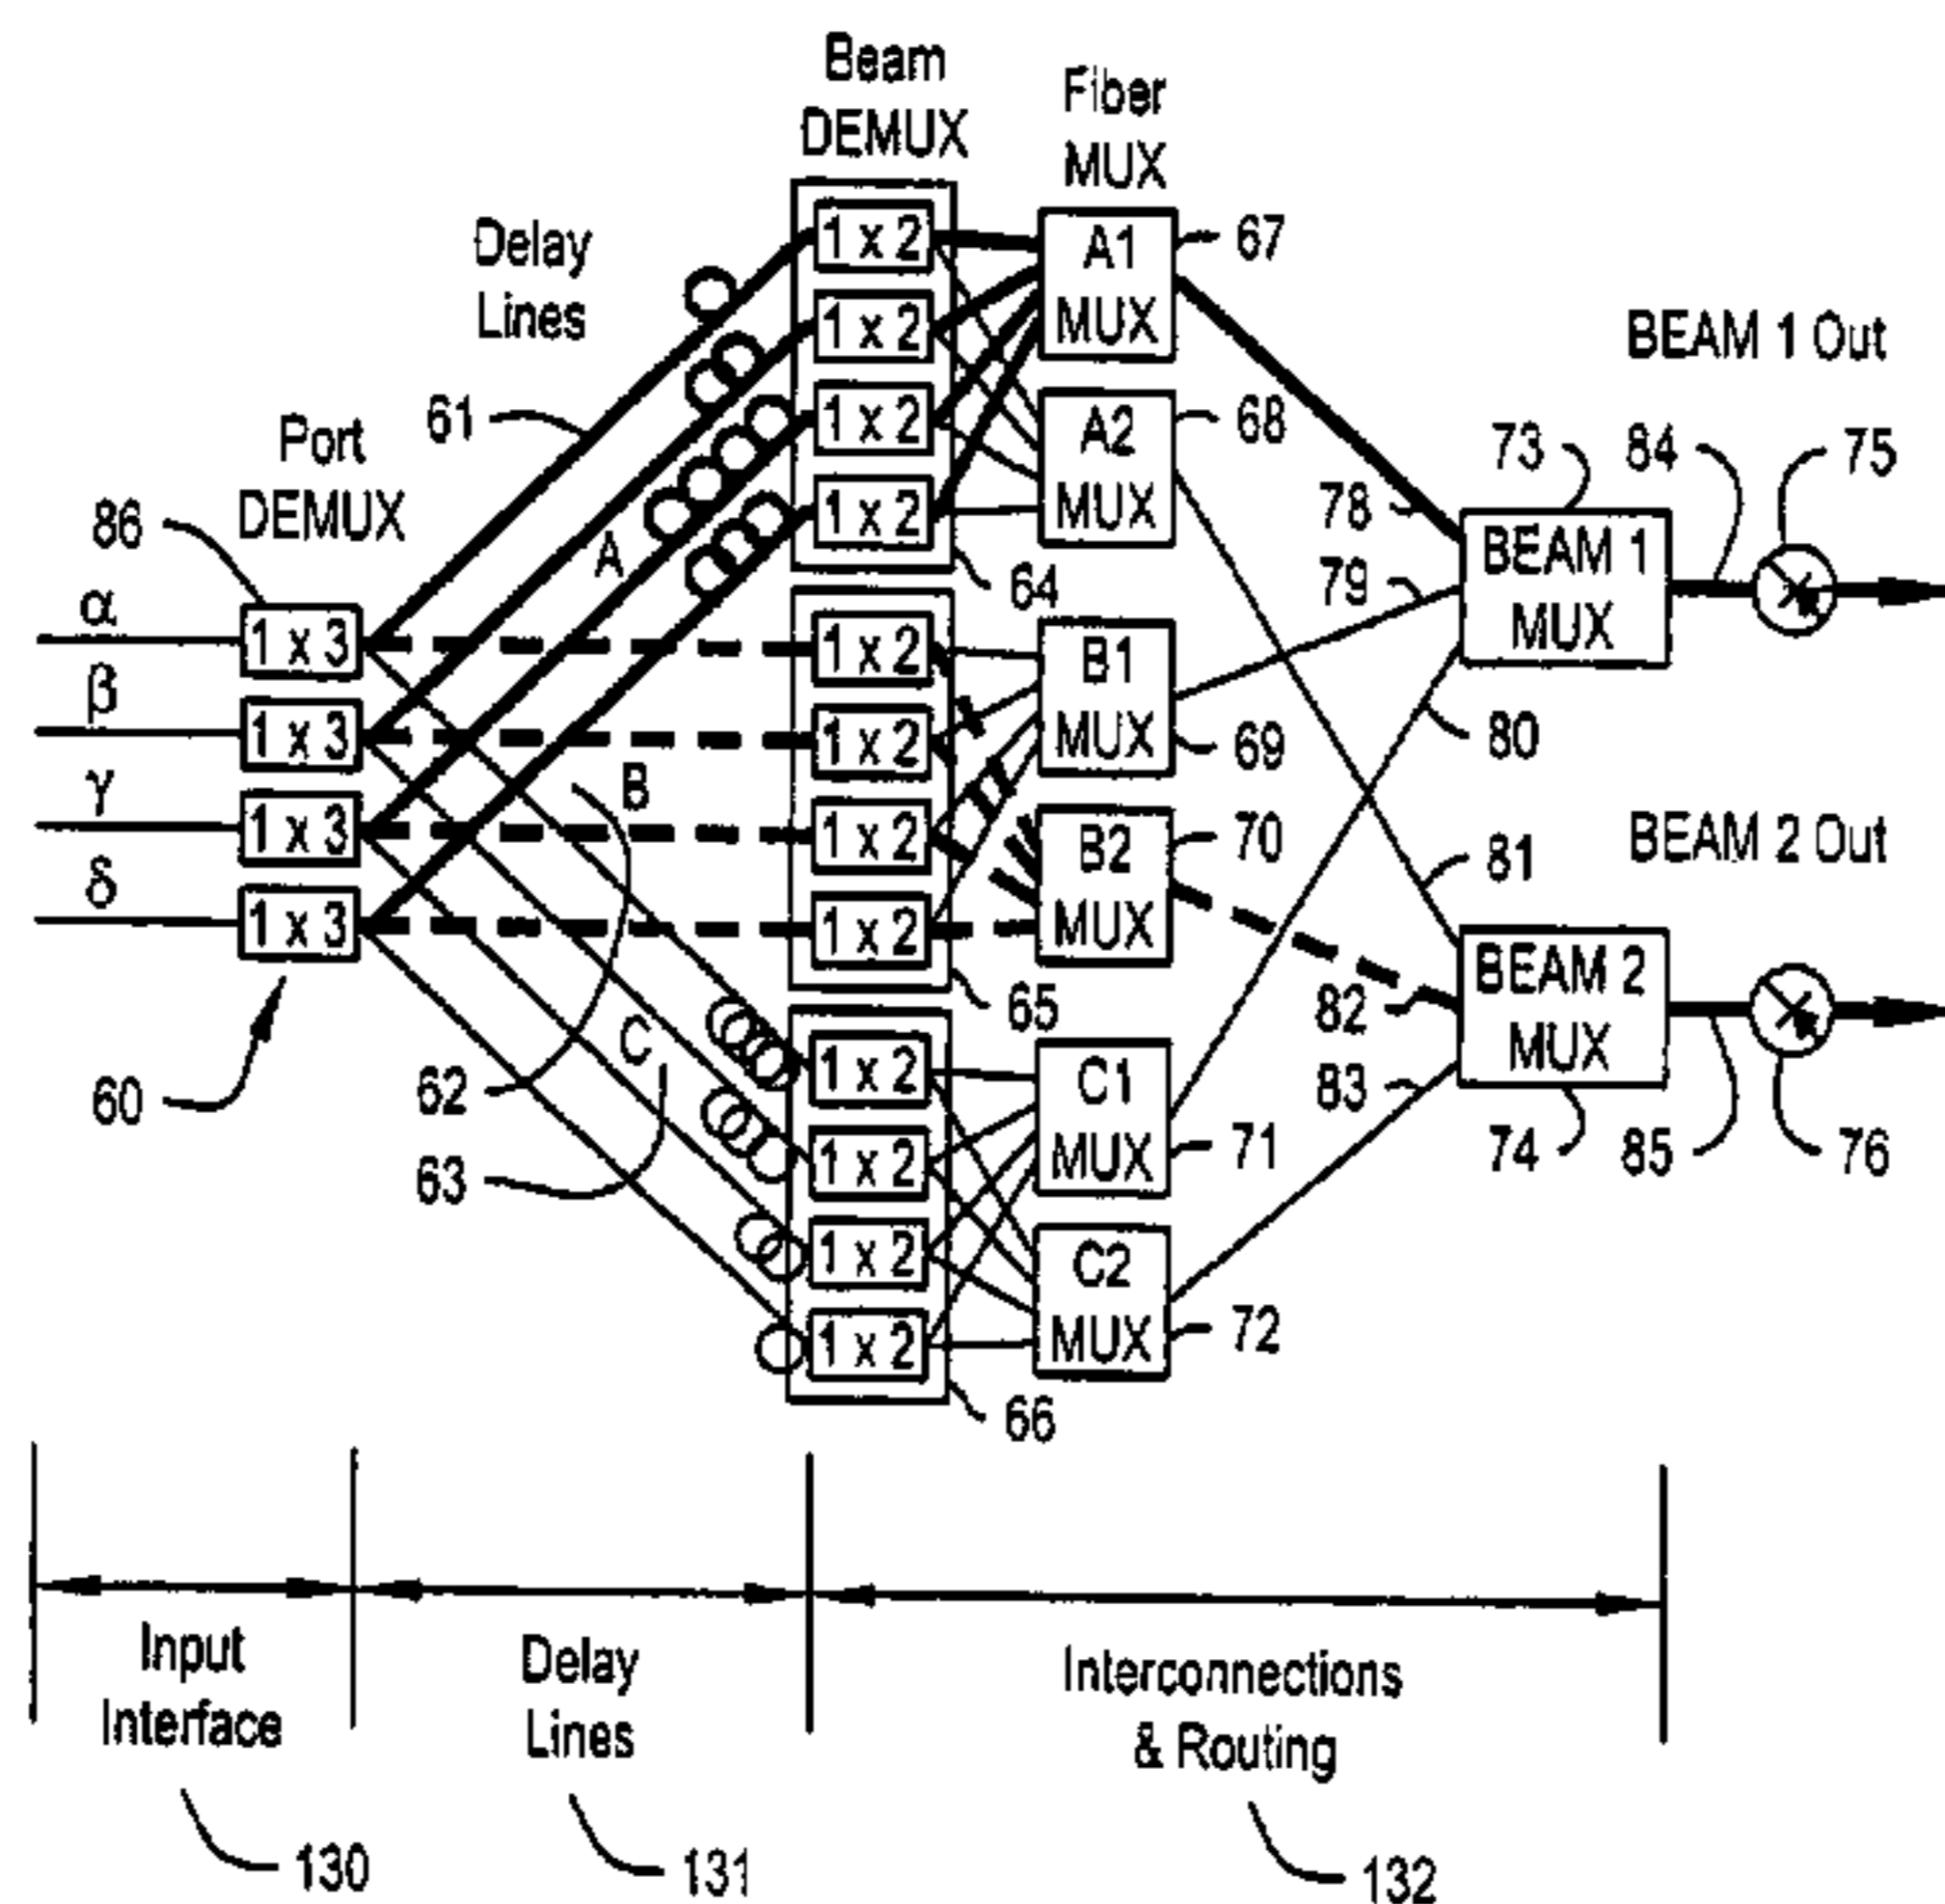 Beam
DEMUX
Fiber
MUX
Delay
Lines
Port
DEMUX
86
61
A
α
β
γ
δ
1 x 3
1 x 3
1 x 3
1 x 3
60
B
C
62
63
1 x 2
1 x 2
1 x 2
1 x 2
64
1 x 2
1 x 2
1 x 2
1 x 2
65
1 x 2
1 x 2
1 x 2
1 x 2
66
A1
MUX
67
A2
MUX
68
B1
MUX
69
B2
MUX
70
C1
MUX
71
C2
MUX
72
BEAM 1 Out
73
84
75
78
79
80
BEAM 1
MUX
BEAM 2 Out
81
82
83
BEAM 2
MUX
74
85
76
Input
Interface
Delay
Lines
Interconnections
& Routing
130
131
132